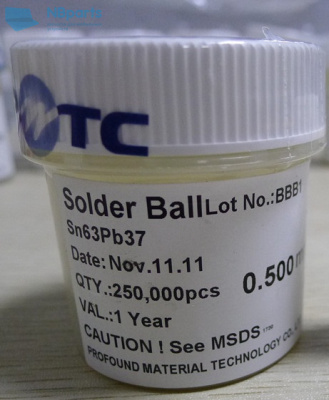 TC
Solder Ball Lot No.:BBB1
Sn63Pb37
Date: Nov.11.11
QTY.:250,000pcs
0.500
VAL.:1 Year
CAUTION ! See MSDS
PROFOUND MATERIAL TECHNOLOGY CO.